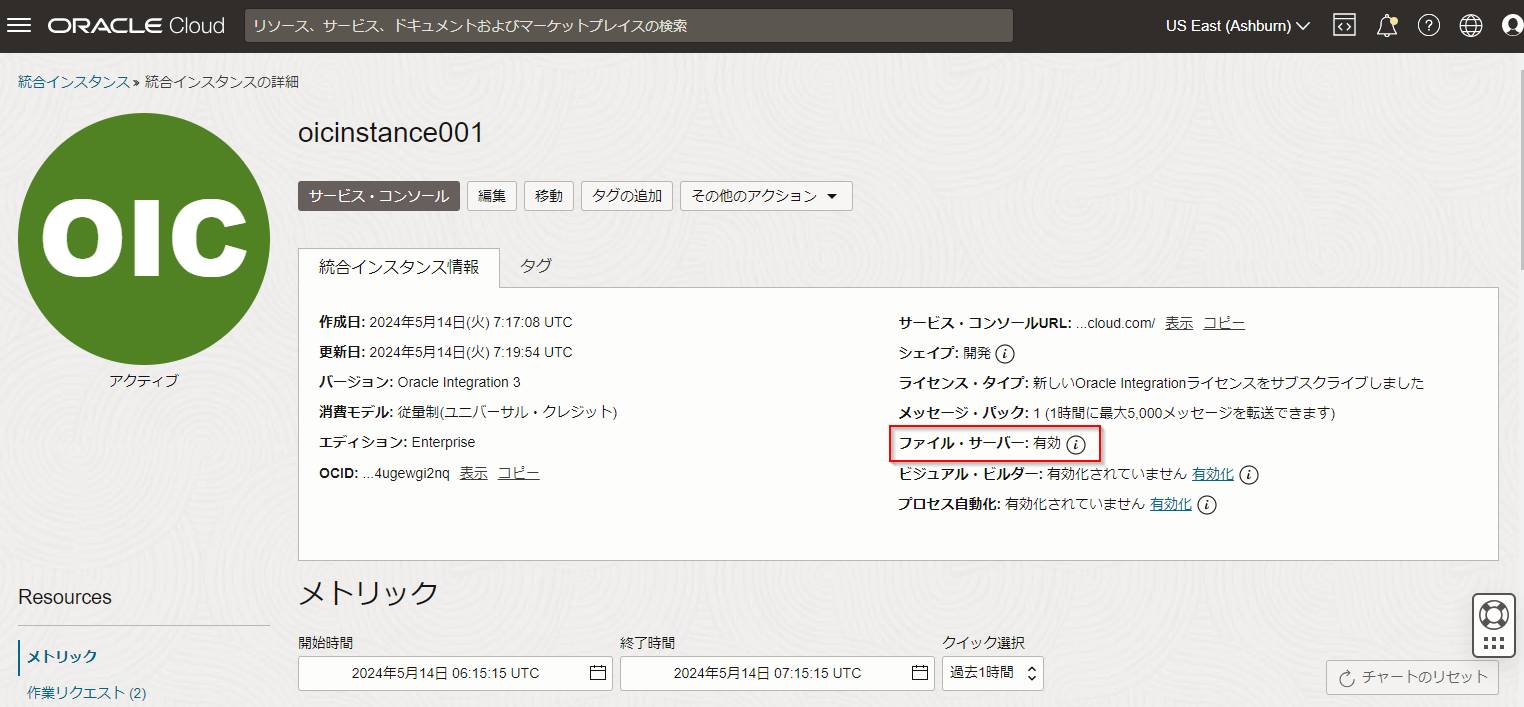 ORACLE Cloud
リソース、サービス、ドキュメントおよびマーケットプレイスの検索
US East (Ashburn)
統合インスタンス » 統合インスタンスの詳細
OIC
アクティブ
oicinstance001
サービス・コンソール 編集 移動 タグの追加 その他のアクション
統合インスタンス情報 タグ
作成日: 2024年5月14日(火) 7:17:08 UTC
更新日: 2024年5月14日(火) 7:19:54 UTC
バージョン: Oracle Integration 3
消費モデル: 従量制(ユニバーサル・クレジット)
エディション: Enterprise
OCID: ...4ugewgi2nq 表示 コピー
サービス・コンソールURL: ...cloud.com/ 表示 コピー
シェイプ: 開発
ライセンス・タイプ: 新しいOracle Integrationライセンスをサブスクライブしました
メッセージ・パック: 1 (1時間に最大5,000メッセージを転送できます)
ファイル・サーバー: 有効
ビジュアル・ビルダー: 有効化されていません 有効化
プロセス自動化: 有効化されていません 有効化
Resources
メトリック
作業リクエスト (2)
メトリック
開始時間 終了時間 クイック選択
2024年5月14日 06:15:15 UTC 2024年5月14日 07:15:15 UTC 過去1時間
チャートのリセット